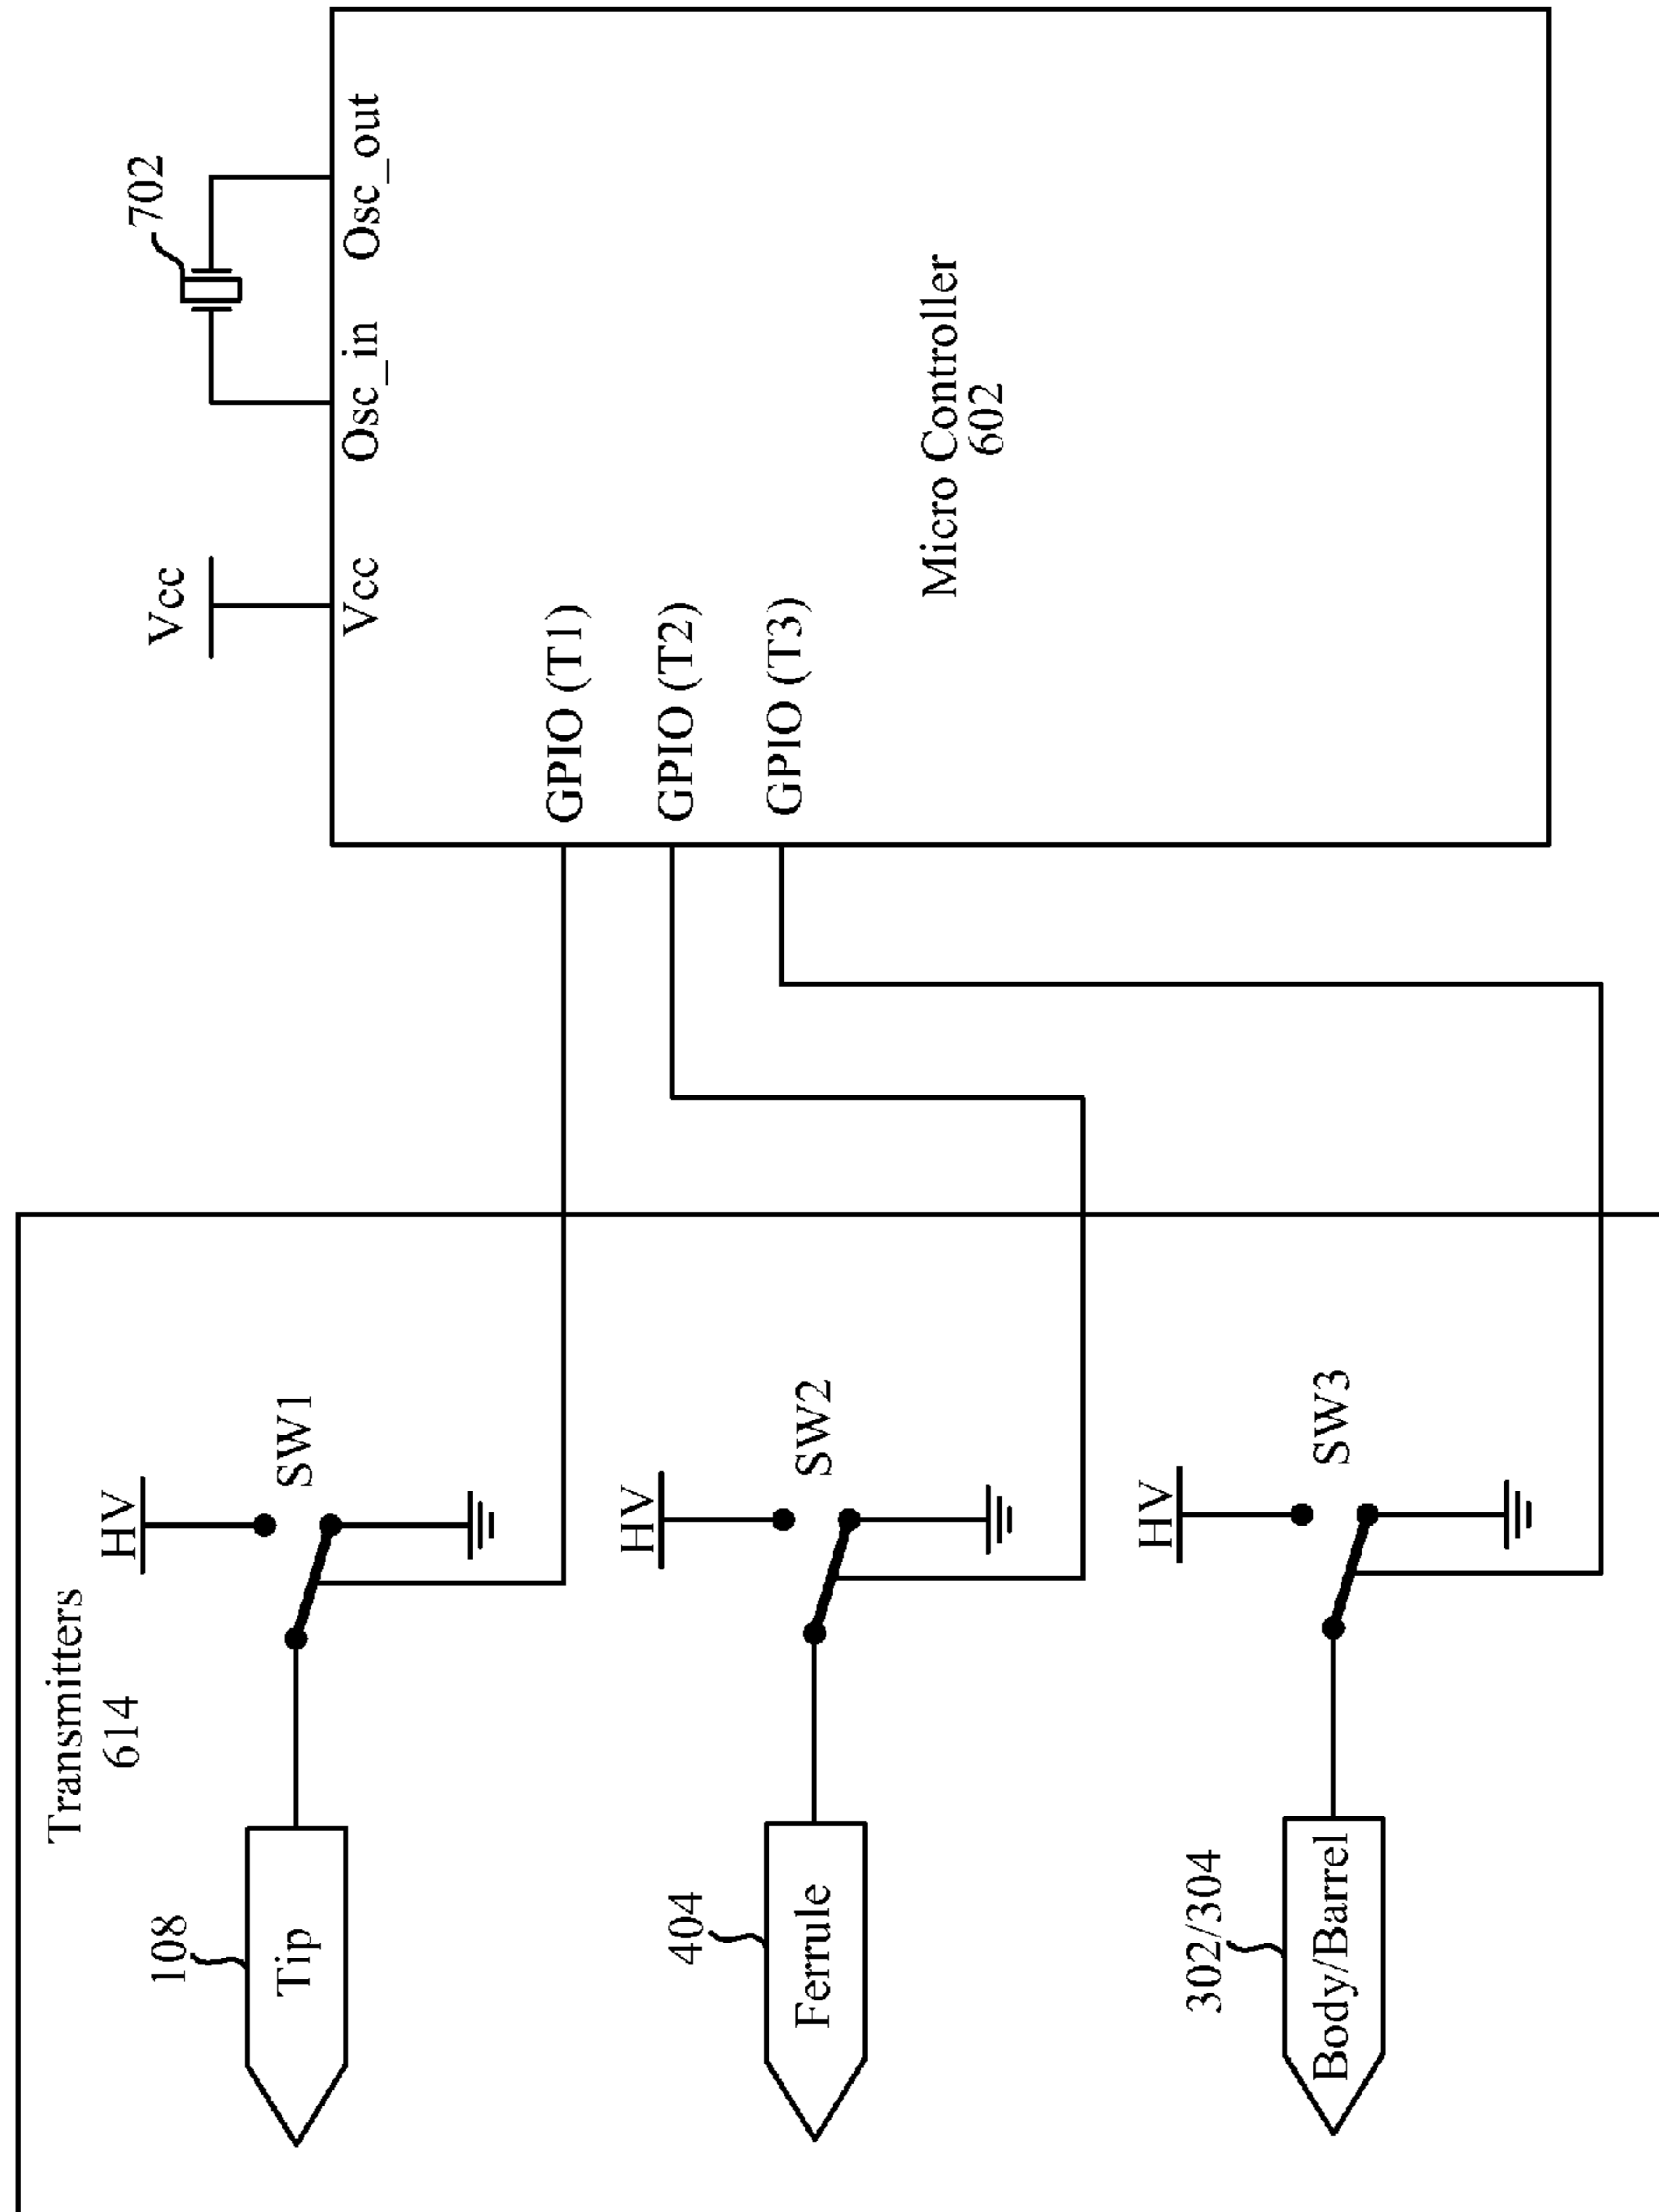 Transmitters
614
108
Tip
HV
SW1
404
Ferrule
HV
SW2
302/304
Body/Barrel
HV
SW3
Vcc
702
Vcc
Osc_in
Osc_out
GPIO (T1)
GPIO (T2)
GPIO (T3)
Micro Controller
602